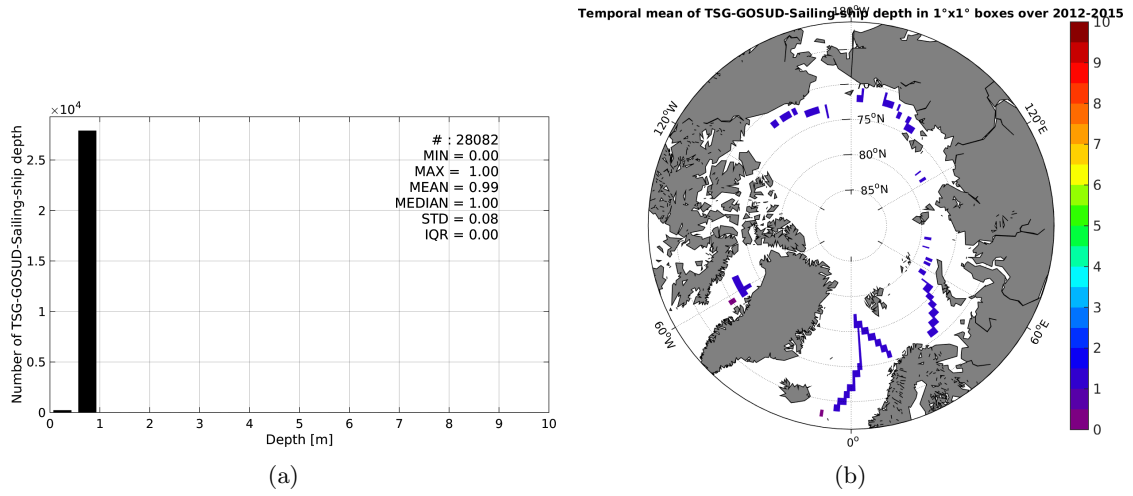 ×10⁴
2.5
2
1.5
1
0.5
0
Number of TSG-GOSUD-Sailing-ship depth
# : 28082
MIN = 0.00
MAX = 1.00
MEAN = 0.99
MEDIAN = 1.00
STD = 0.08
IQR = 0.00
0 1 2 3 4 5 6 7 8 9 10
Depth [m]
(a)
Temporal mean of TSG-GOSUD-Sailing-ship depth in 1°x1° boxes over 2012-2015
180°W
120°W
120°E
75°N
80°N
85°N
60°W
60°E
0°
10
9
8
7
6
5
4
3
2
1
0
(b)